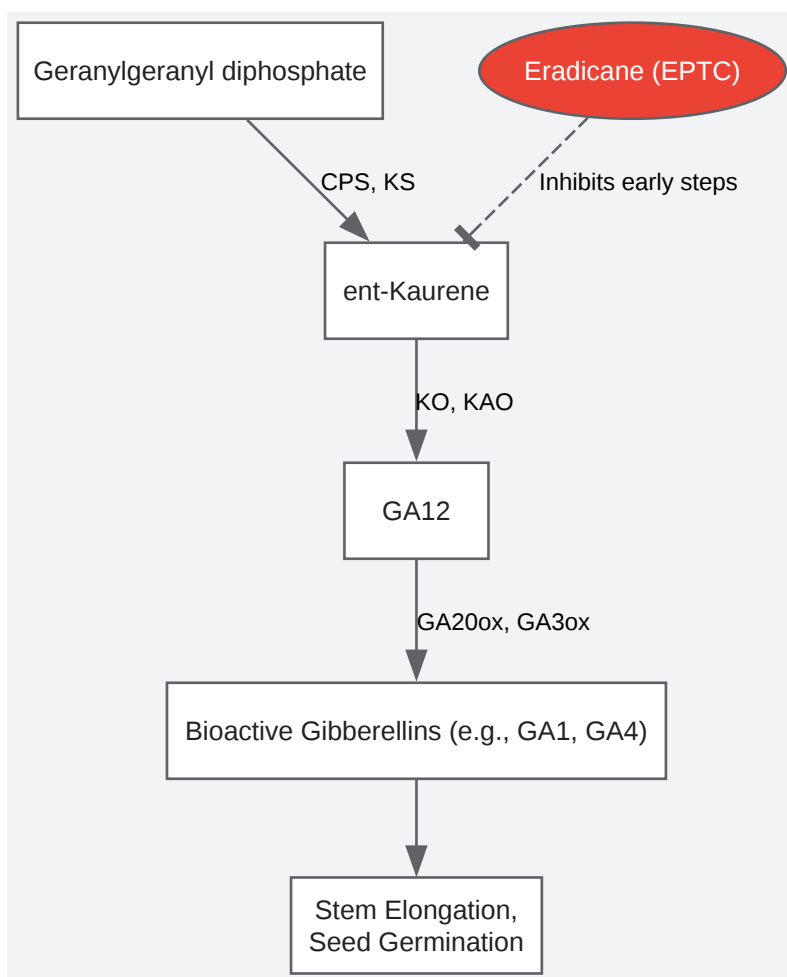 Geranylgeranyl diphosphate
Eradicane (EPTC)
CPS, KS
Inhibits early steps
ent-Kaurene
KO, KAO
GA12
GA20ox, GA3ox
Bioactive Gibberellins (e.g., GA1, GA4)
Stem Elongation,
Seed Germination